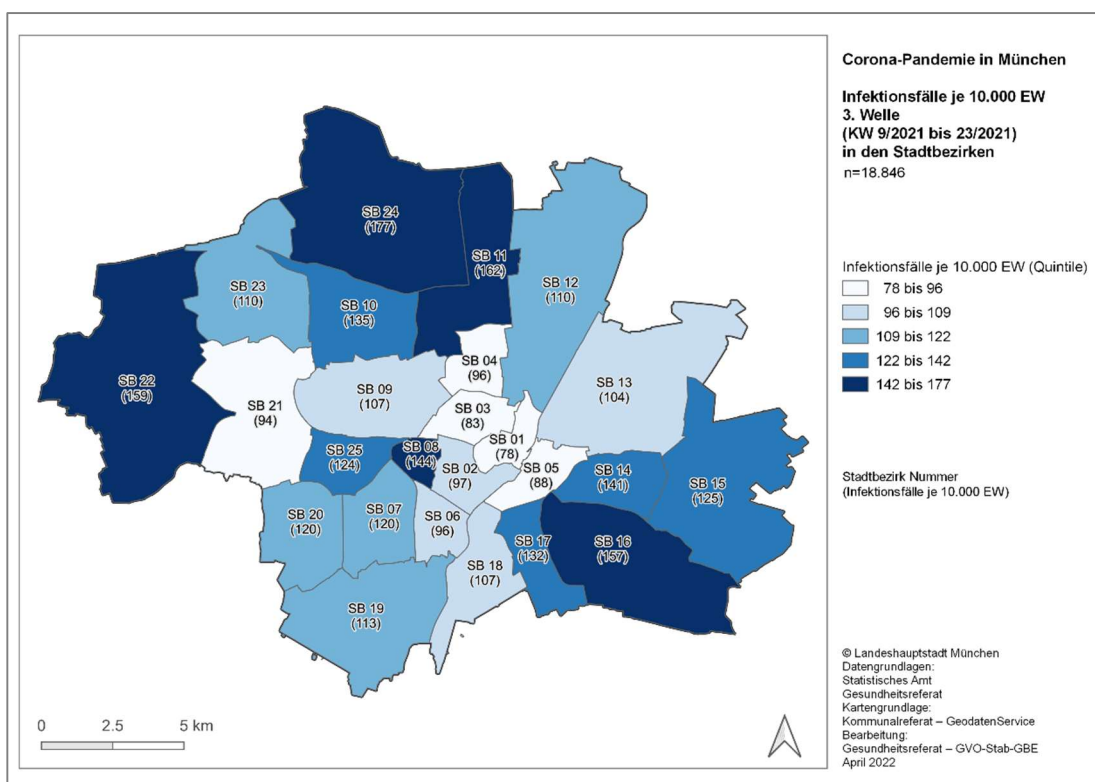 Corona-Pandemie in München
Infektionsfälle je 10.000 EW
3. Welle
(KW 9/2021 bis 23/2021)
in den Stadtbezirken
n=18.846
Infektionsfälle je 10.000 EW (Quintile)
78 bis 96
96 bis 109
109 bis 122
122 bis 142
142 bis 177
Stadtbezirk Nummer
(Infektionsfälle je 10.000 EW)
SB 24
(177)
SB 11
(162)
SB 23
(110)
SB 12
(110)
SB 10
(135)
SB 04
(96)
SB 22
(159)
SB 09
(107)
SB 13
(104)
SB 21
(94)
SB 03
(83)
SB 01
(78)
SB 25
(124)
SB 08
(144)
SB 02
(97)
SB 05
(88)
SB 14
(141)
SB 15
(125)
SB 20
(120)
SB 07
(120)
SB 06
(96)
SB 17
(132)
SB 16
(157)
SB 18
(107)
SB 19
(113)
0 2.5 5 km
© Landeshauptstadt München
Datengrundlagen:
Statistisches Amt
Gesundheitsreferat
Kartengrundlage:
Kommunalreferat – GeodatenService
Bearbeitung:
Gesundheitsreferat – GVO-Stab-GBE
April 2022